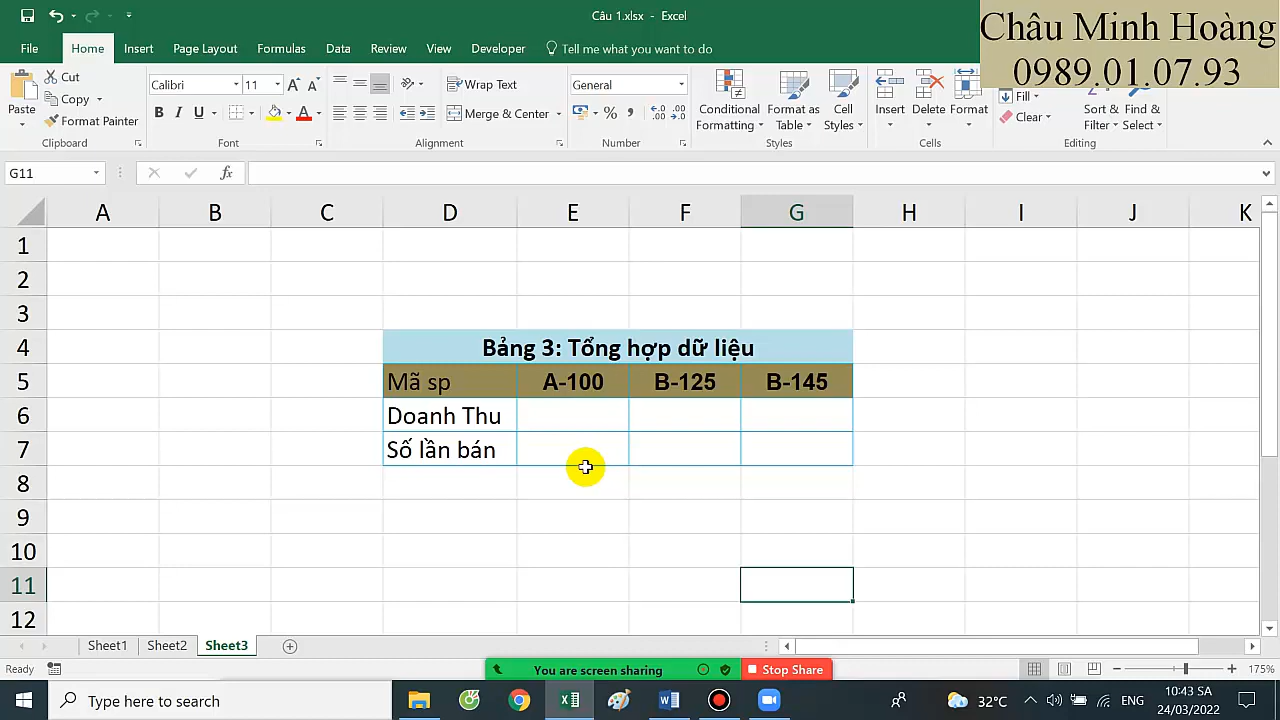 Câu 1.xlsx - Excel
Châu Minh Hoàng
0989.01.07.93
File Home Insert Page Layout Formulas Data Review View Developer Tell me what you want to do
Paste
Cut
Copy
Format Painter
Clipboard
Calibri 11
B I U
Font
Wrap Text
Merge & Center
Alignment
General
Number
Conditional Formatting
Format as Table
Cell Styles
Styles
Insert Delete Format
Cells
Fill
Clear
Sort & Filter
Find & Select
Editing
G11
fx
A B C D E F G H I J K
1
2
3
4 Bảng 3: Tổng hợp dữ liệu
5 Mã sp A-100 B-125 B-145
6 Doanh Thu
7 Số lần bán
8
9
10
11
12
Sheet1 Sheet2 Sheet3
Ready
You are screen sharing
Stop Share
175%
Type here to search
32°C
ENG
10:43 SA
24/03/2022